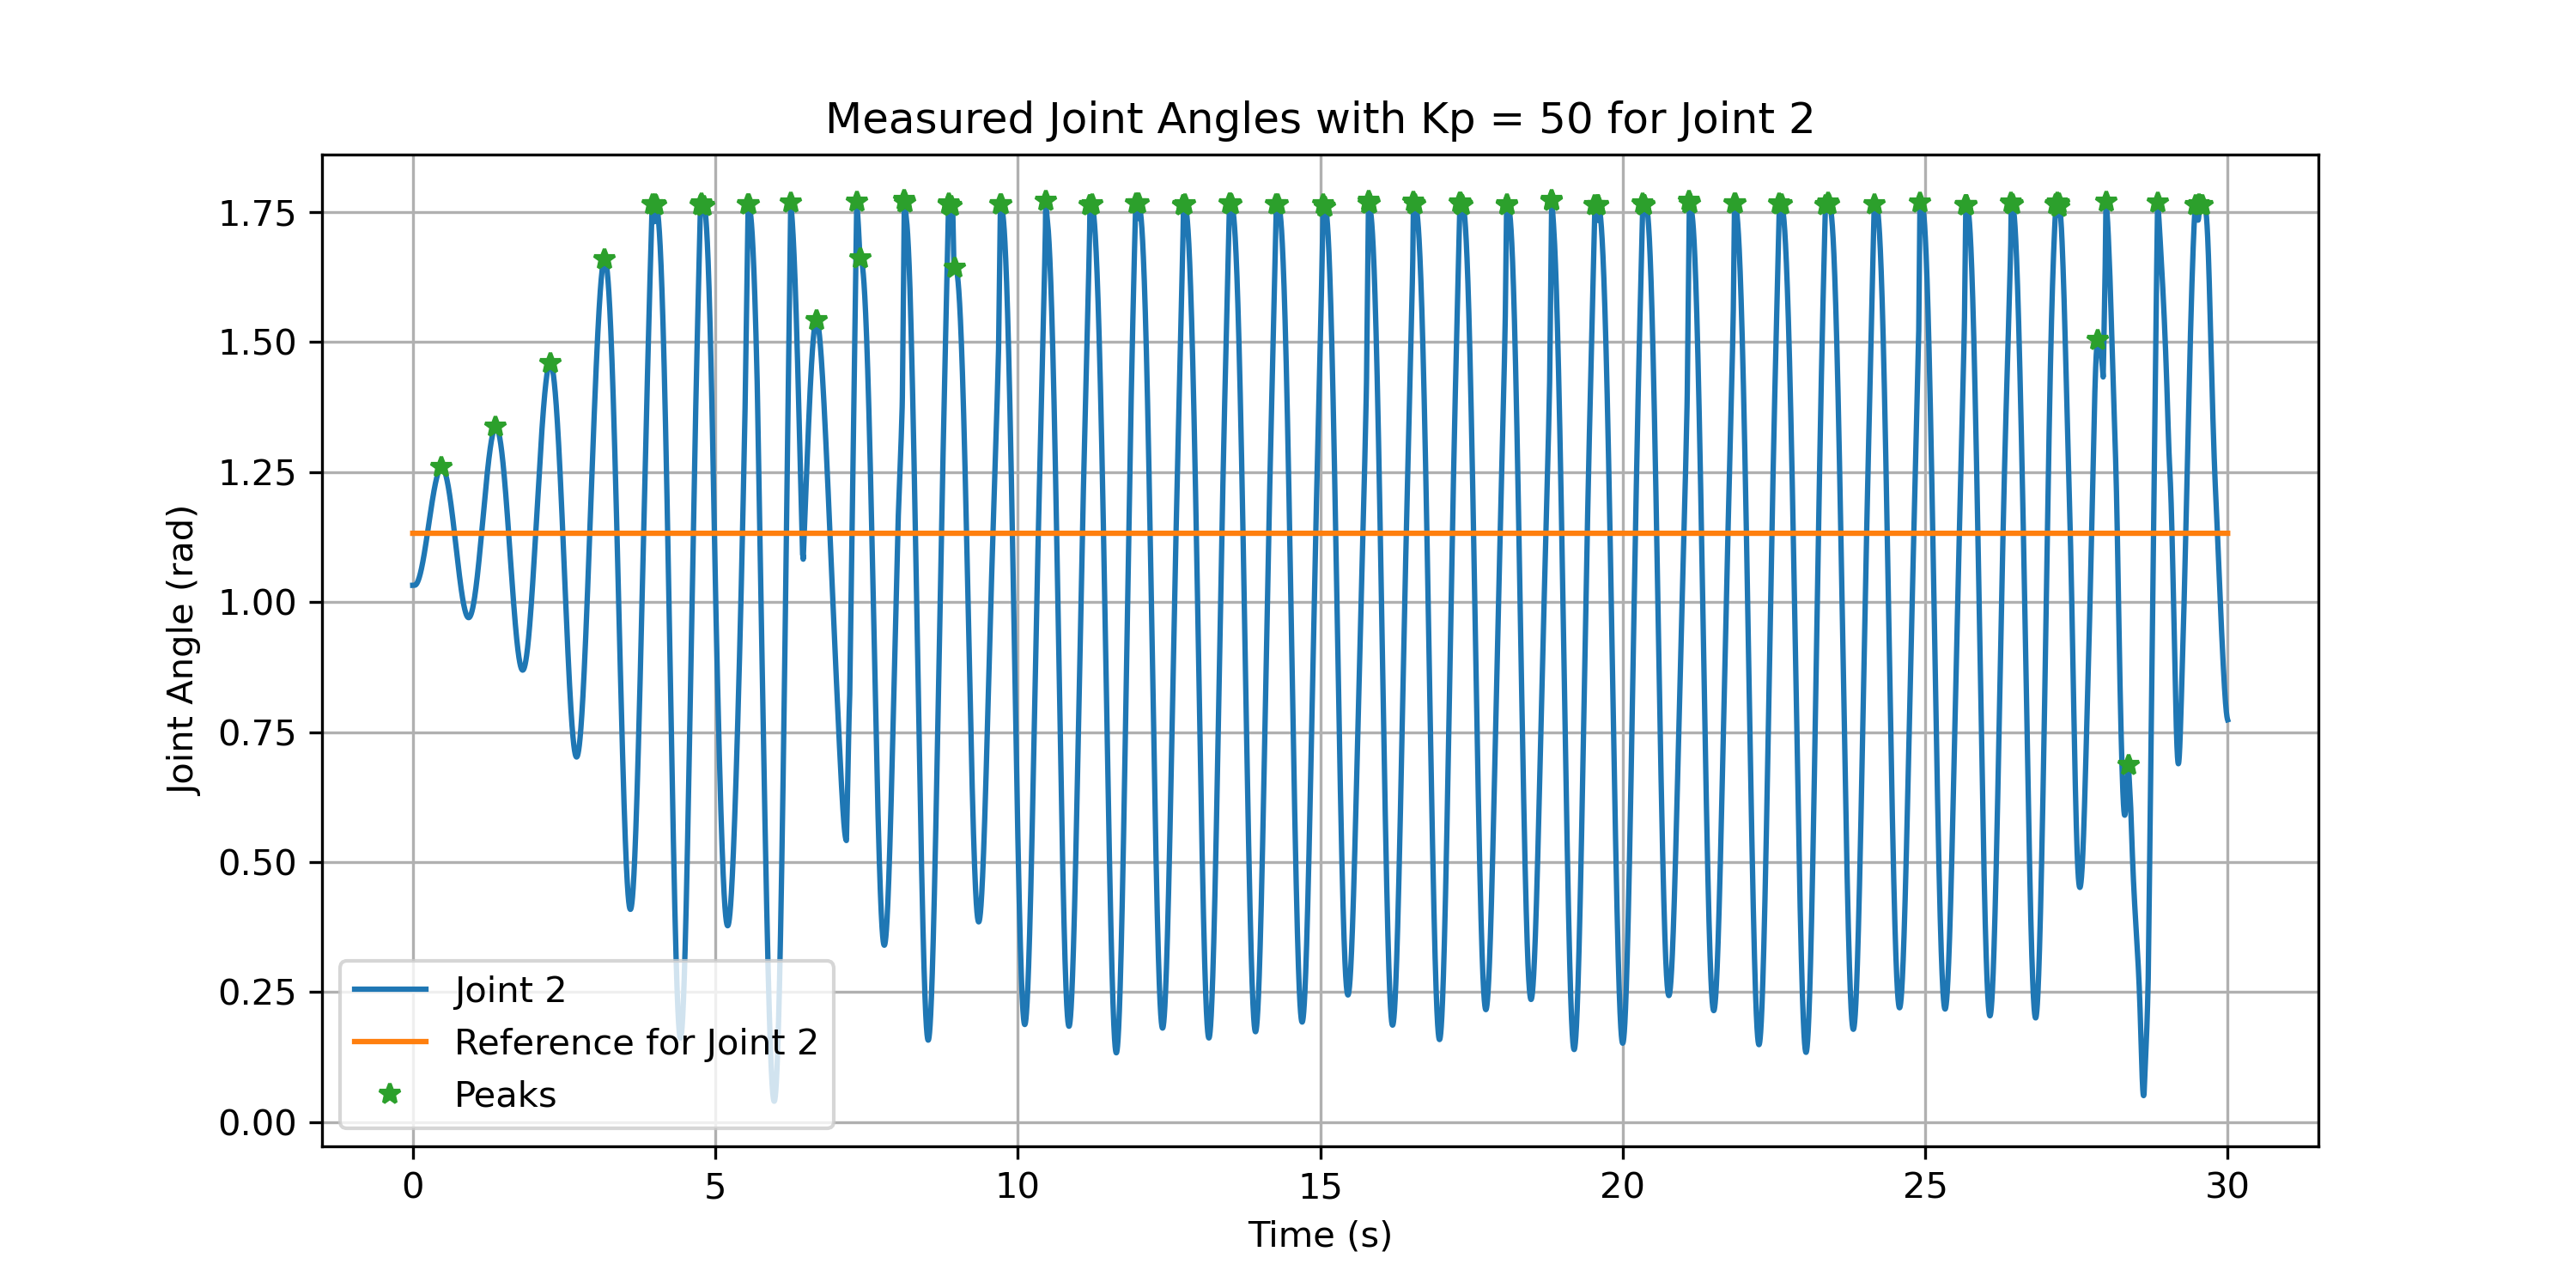 Measured Joint Angles with Kp = 50 for Joint 2
Joint Angle (rad)
1.75
1.50
1.25
1.00
0.75
0.50
0.25
0.00
Joint 2
Reference for Joint 2
Peaks
0 5 10 15 20 25 30
Time (s)